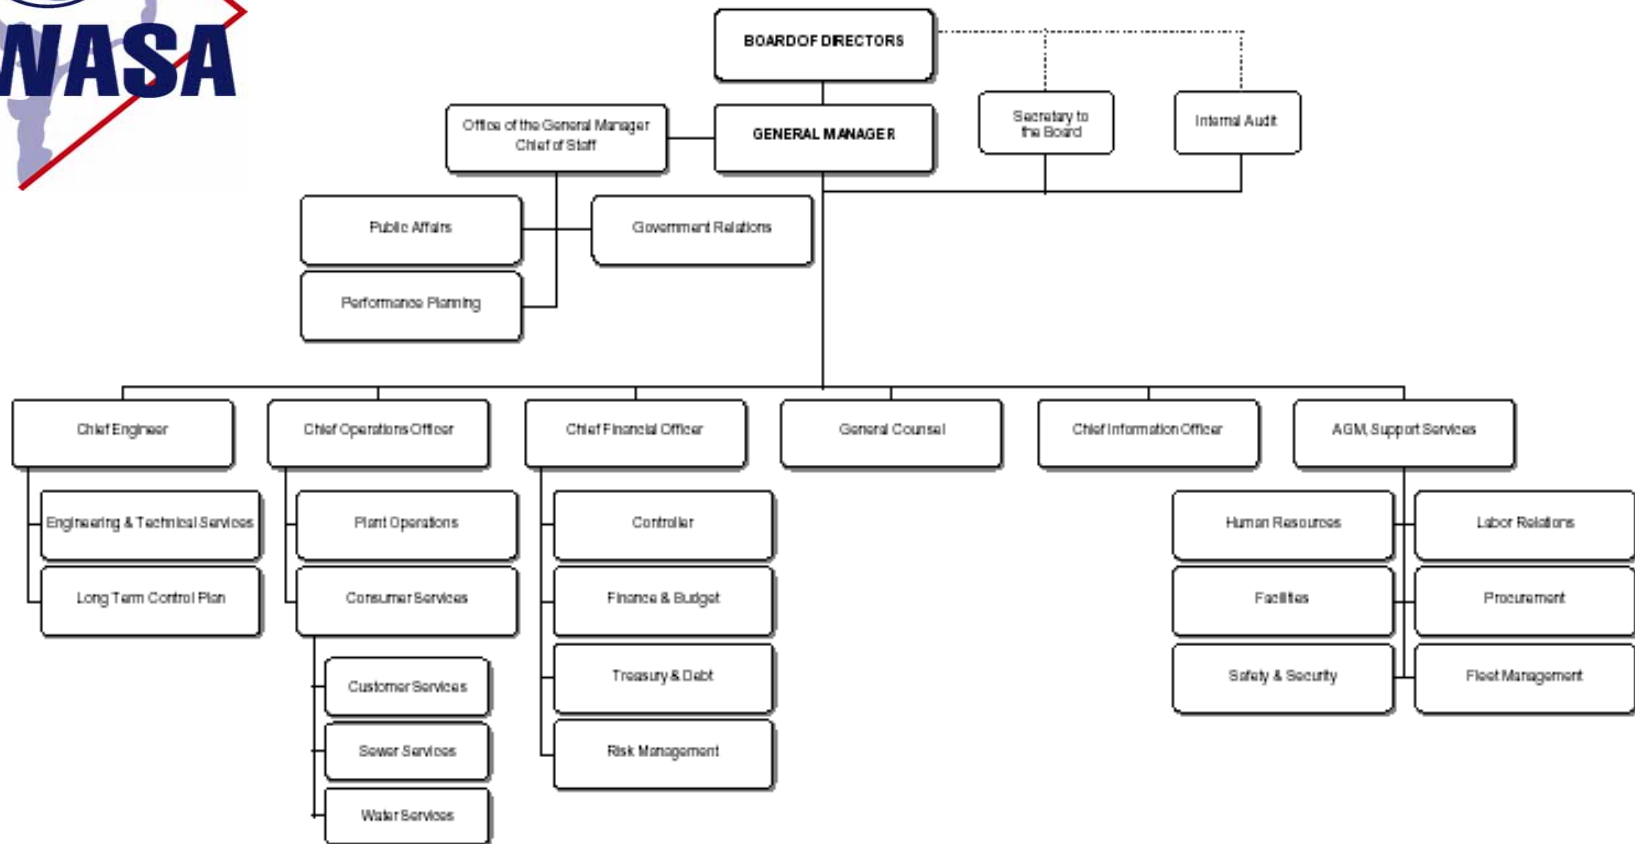 WASA
BOARD OF DIRECTORS
Office of the General Manager
Chief of Staff
GENERAL MANAGER
Secretary to
the Board
Internal Audit
Public Affairs
Government Relations
Performance Planning
Chief Engineer
Chief Operations Officer
Chief Financial Officer
General Counsel
Chief Information Officer
AGM, Support Services
Engineering & Technical Services
Long Term Control Plan
Plant Operations
Consumer Services
Customer Services
Sewer Services
Water Services
Controller
Finance & Budget
Treasury & Debt
Risk Management
Human Resources
Labor Relations
Facilities
Procurement
Safety & Security
Fleet Management